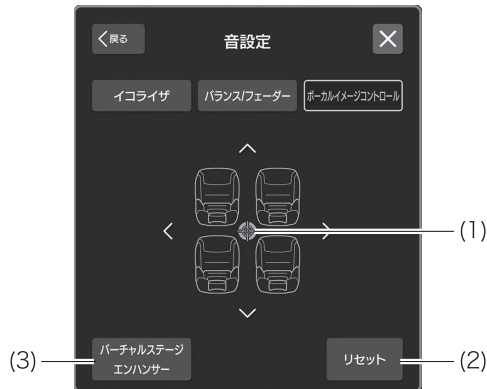 戻る
音設定
イコライザ
バランス/フェーダー
ボーカルイメージコントロール
(1)
(3)
バーチャルステージ
エンハンサー
リセット
(2)